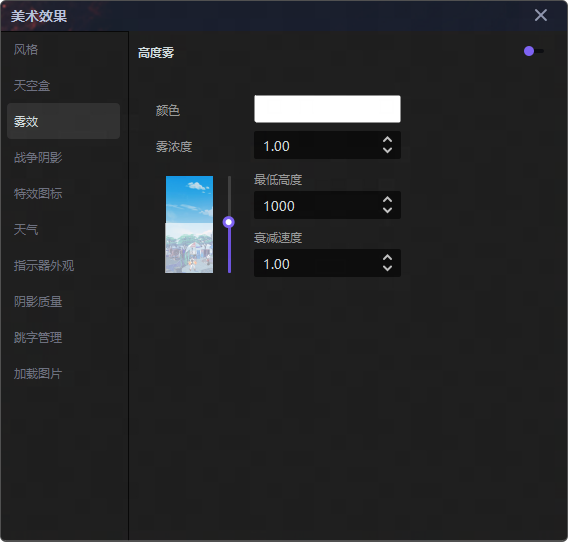 美术效果
风格
天空盒
雾效
战争阴影
特效图标
天气
指示器外观
阴影质量
跳字管理
加载图片
高度雾
颜色
雾浓度
1.00
最低高度
1000
衰减速度
1.00